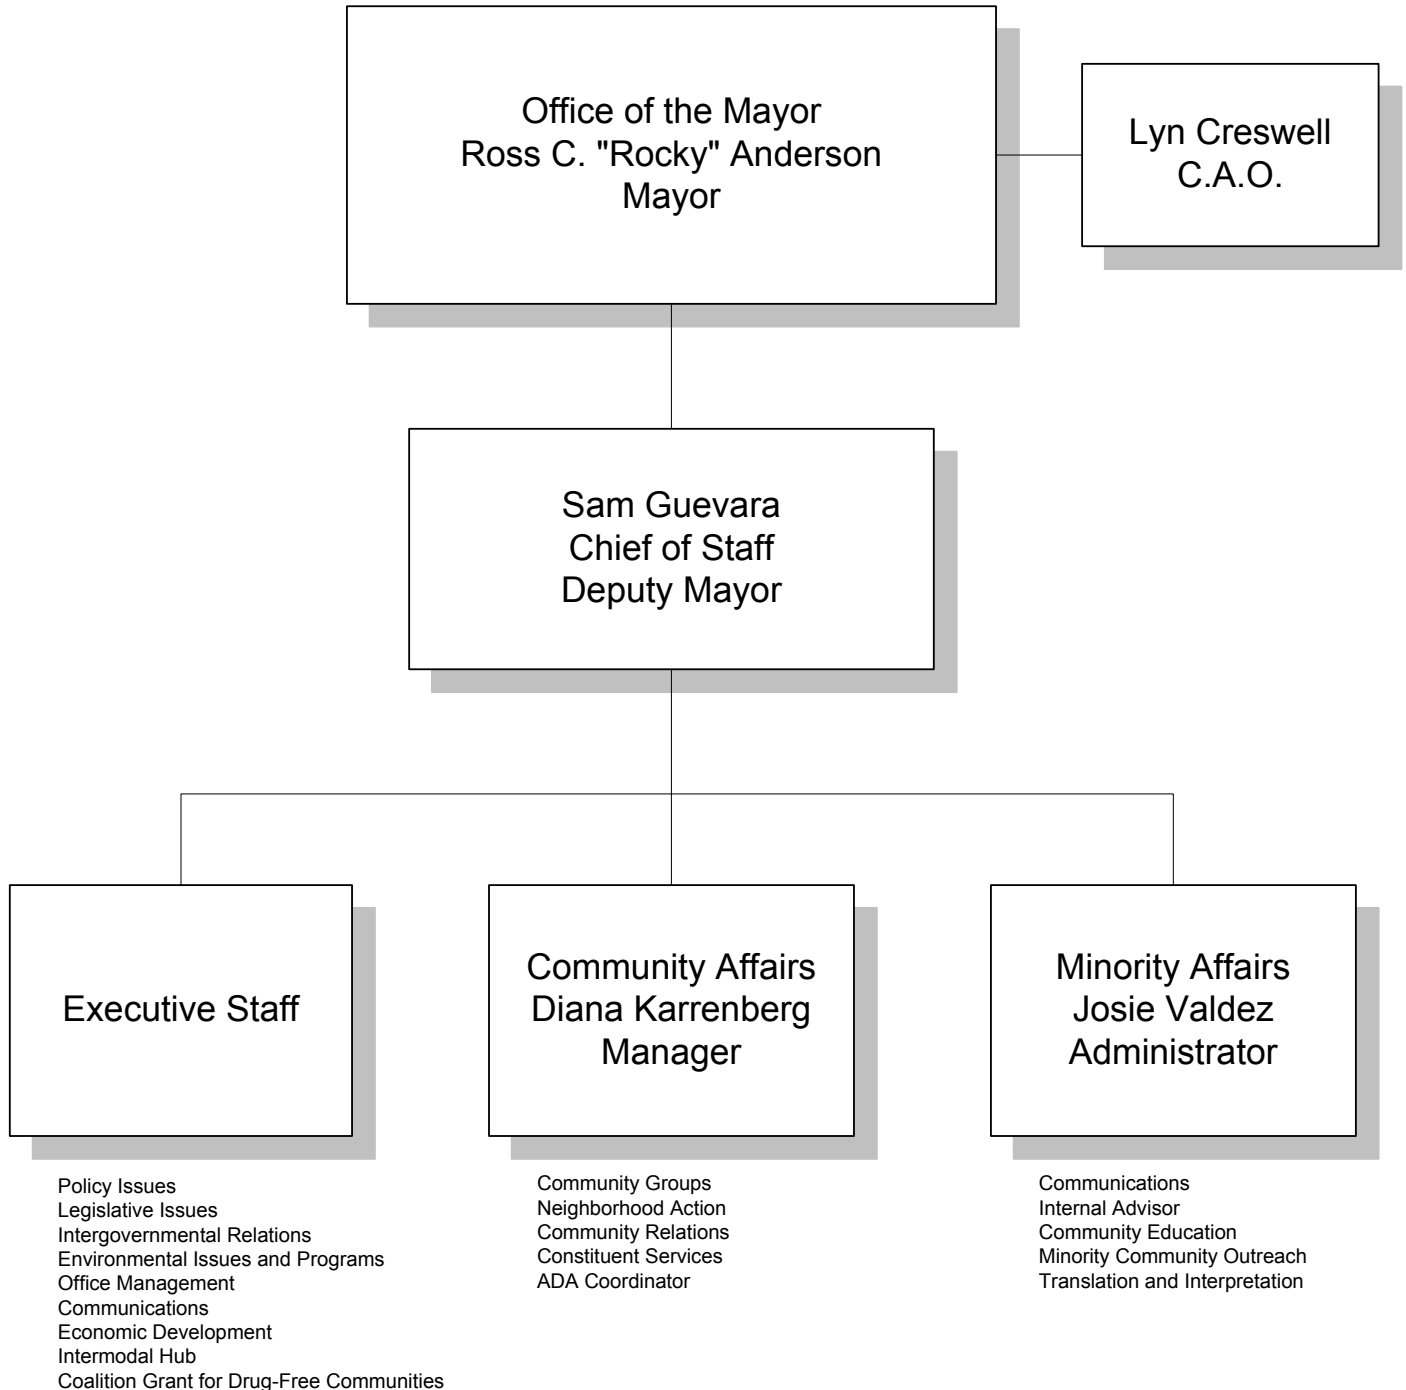 Office of the Mayor
Ross C. "Rocky" Anderson
Mayor
Lyn Creswell
C.A.O.
Sam Guevara
Chief of Staff
Deputy Mayor
Executive Staff
Policy Issues
Legislative Issues
Intergovernmental Relations
Environmental Issues and Programs
Office Management
Communications
Economic Development
Intermodal Hub
Coalition Grant for Drug-Free Communities
Community Affairs
Diana Karrenberg
Manager
Community Groups
Neighborhood Action
Community Relations
Constituent Services
ADA Coordinator
Minority Affairs
Josie Valdez
Administrator
Communications
Internal Advisor
Community Education
Minority Community Outreach
Translation and Interpretation